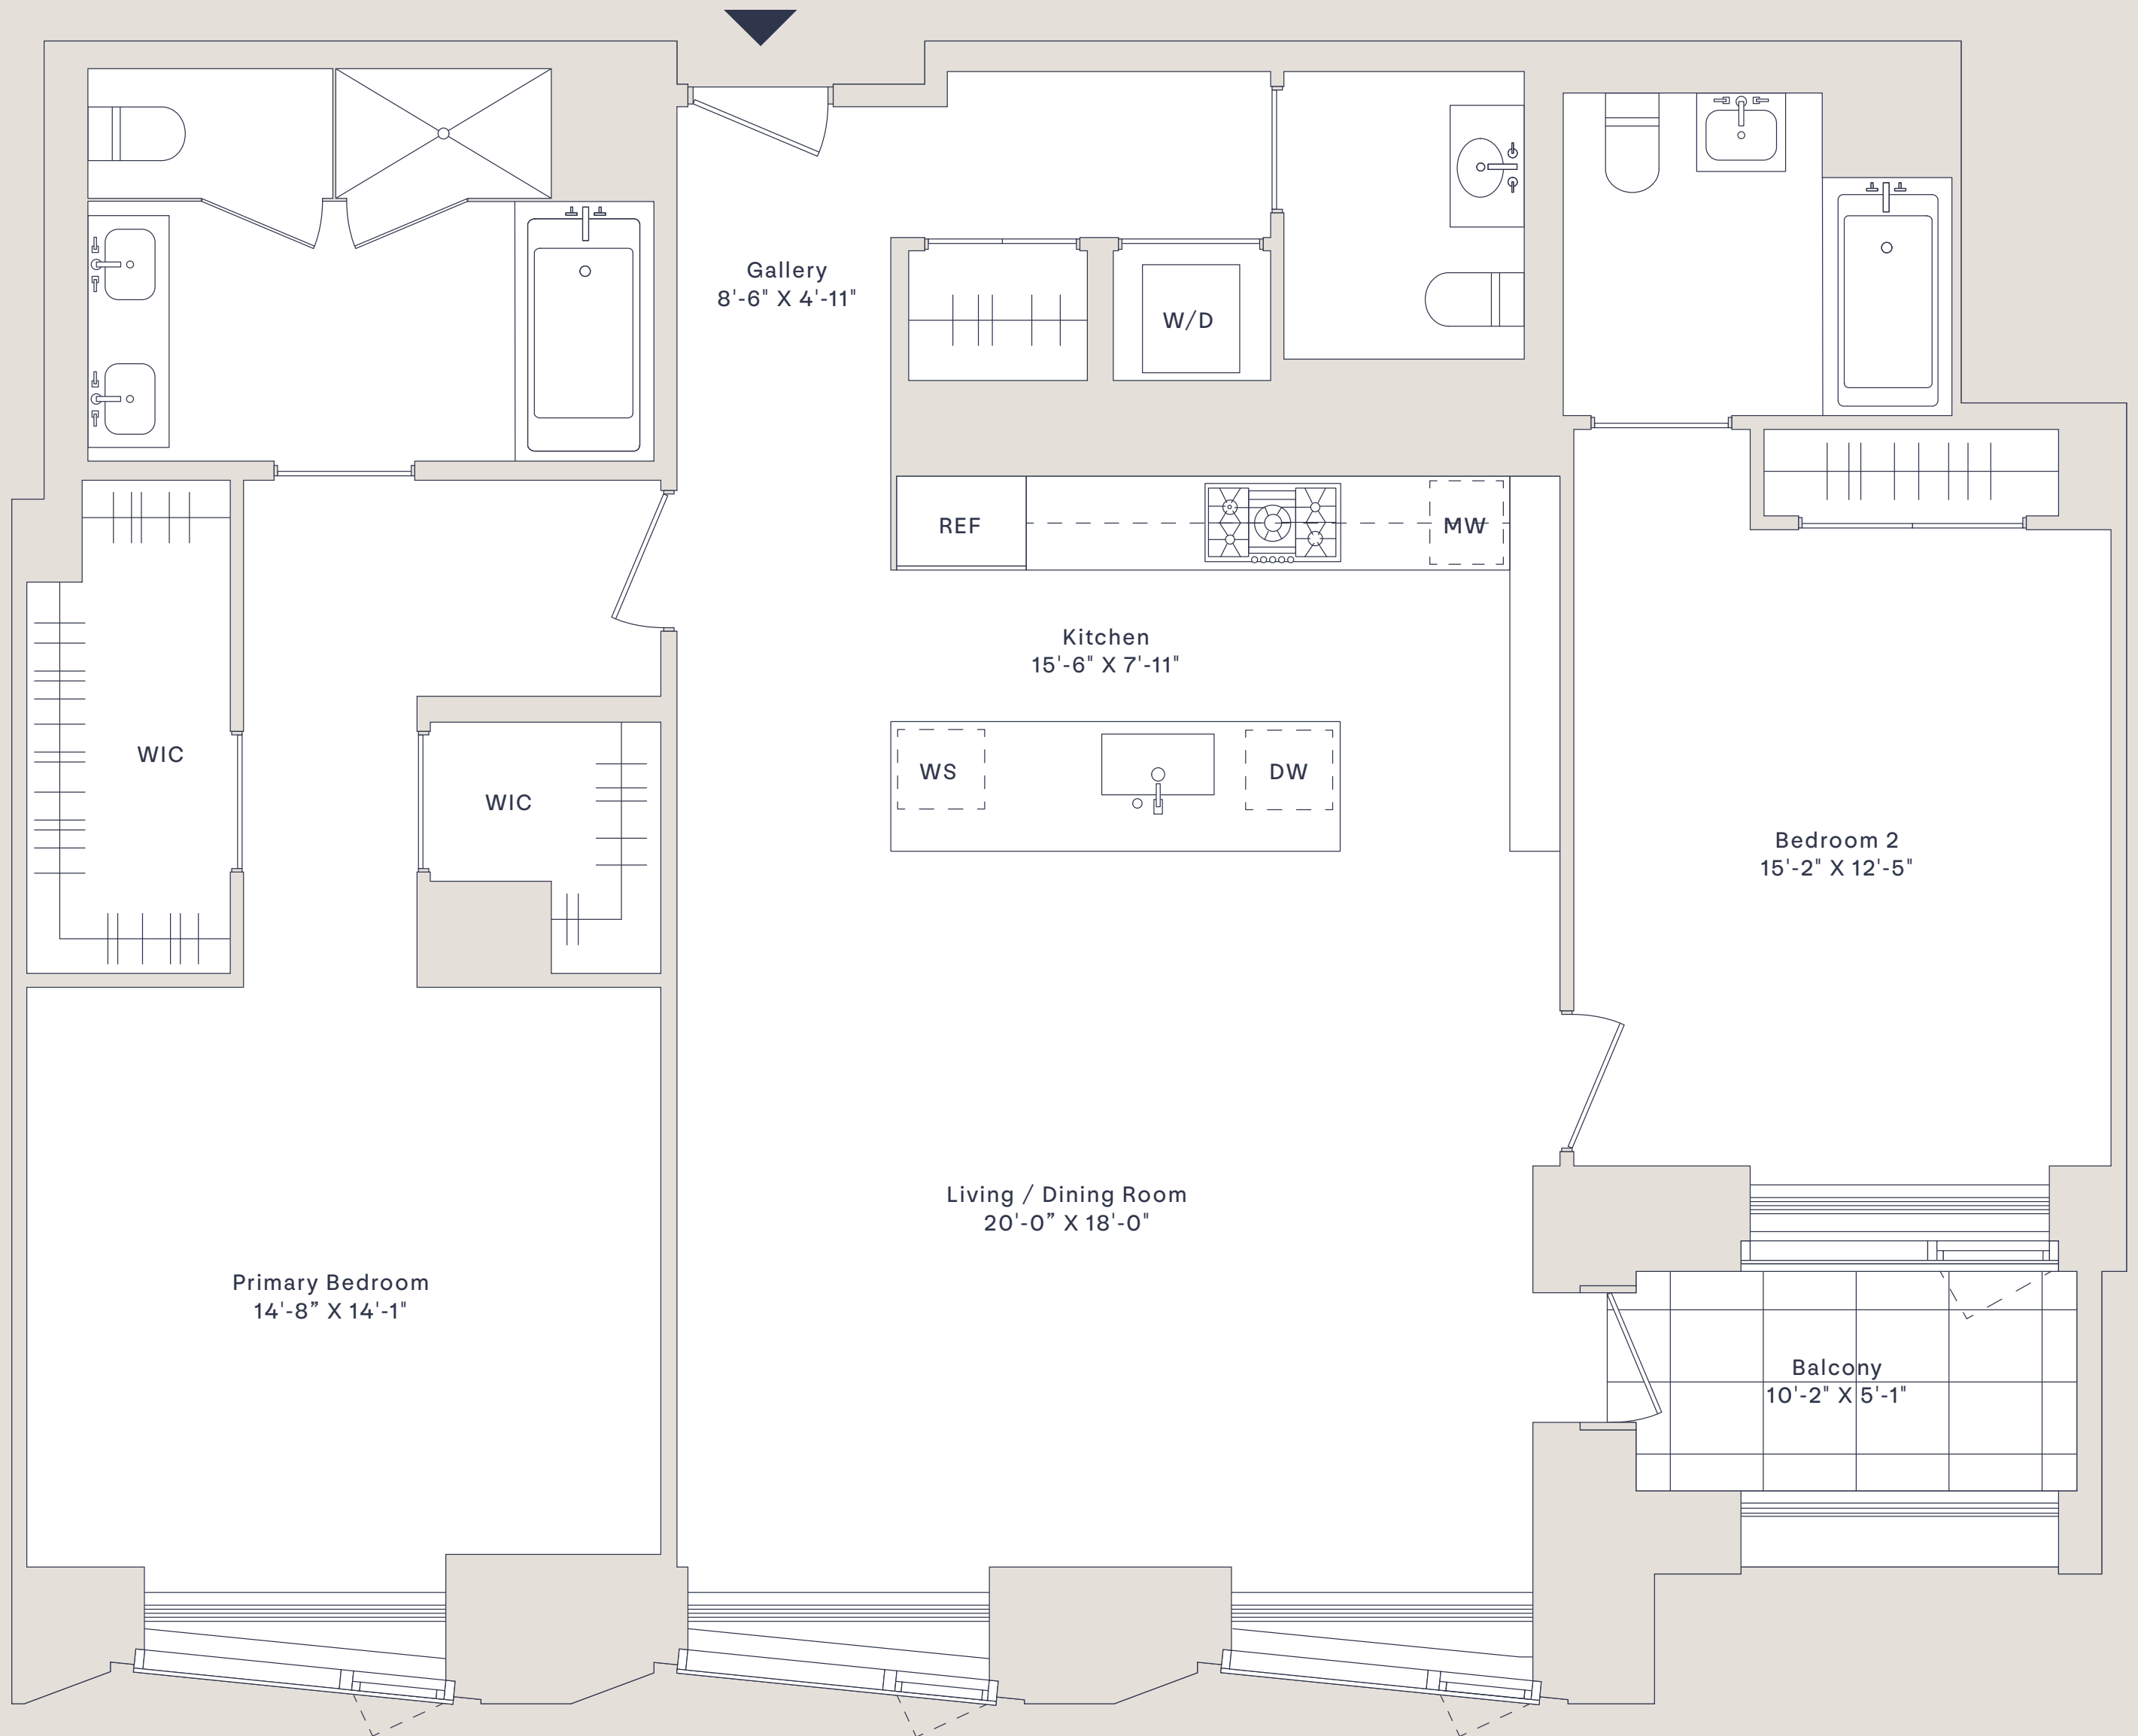 Gallery
8'-6" X 4'-11"
W/D
REF
MW
Kitchen
15'-6" X 7'-11"
WIC
WIC
WS
DW
Bedroom 2
15'-2" X 12'-5"
Living / Dining Room
20'-0” X 18'-0"
Primary Bedroom
14'-8” X 14'-1"
Balcony
10'-2" X 5'-1"